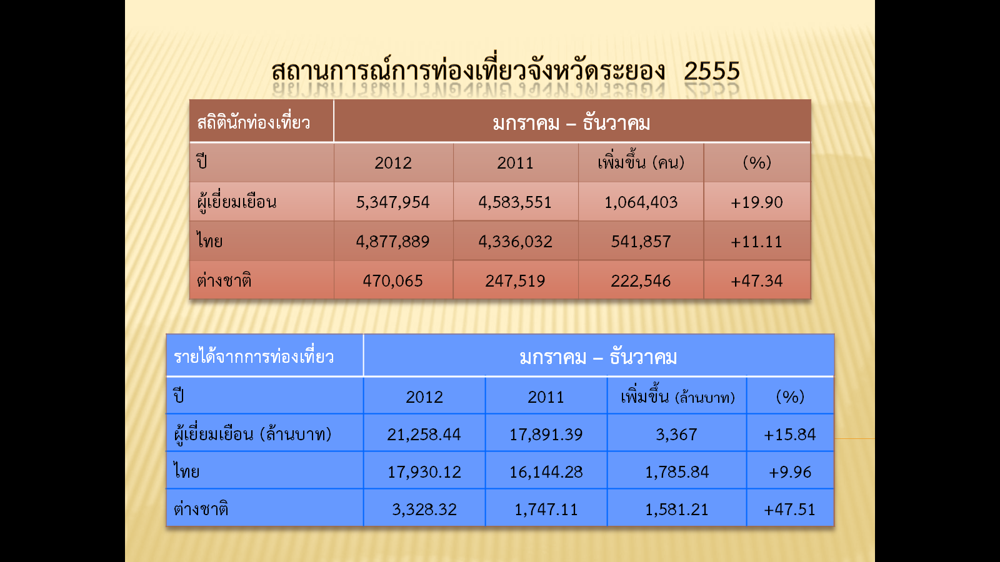 สถานการณ์การท่องเที่ยวจังหวัดระยอง 2555
สถิตินักท่องเที่ยว มกราคม – ธันวาคม
ปี 2012 2011 เพิ่มขึ้น (คน) (%)
ผู้เยี่ยมเยือน 5,347,954 4,583,551 1,064,403 +19.90
ไทย 4,877,889 4,336,032 541,857 +11.11
ต่างชาติ 470,065 247,519 222,546 +47.34
รายได้จากการท่องเที่ยว มกราคม – ธันวาคม
ปี 2012 2011 เพิ่มขึ้น (ล้านบาท) (%)
ผู้เยี่ยมเยือน (ล้านบาท) 21,258.44 17,891.39 3,367 +15.84
ไทย 17,930.12 16,144.28 1,785.84 +9.96
ต่างชาติ 3,328.32 1,747.11 1,581.21 +47.51